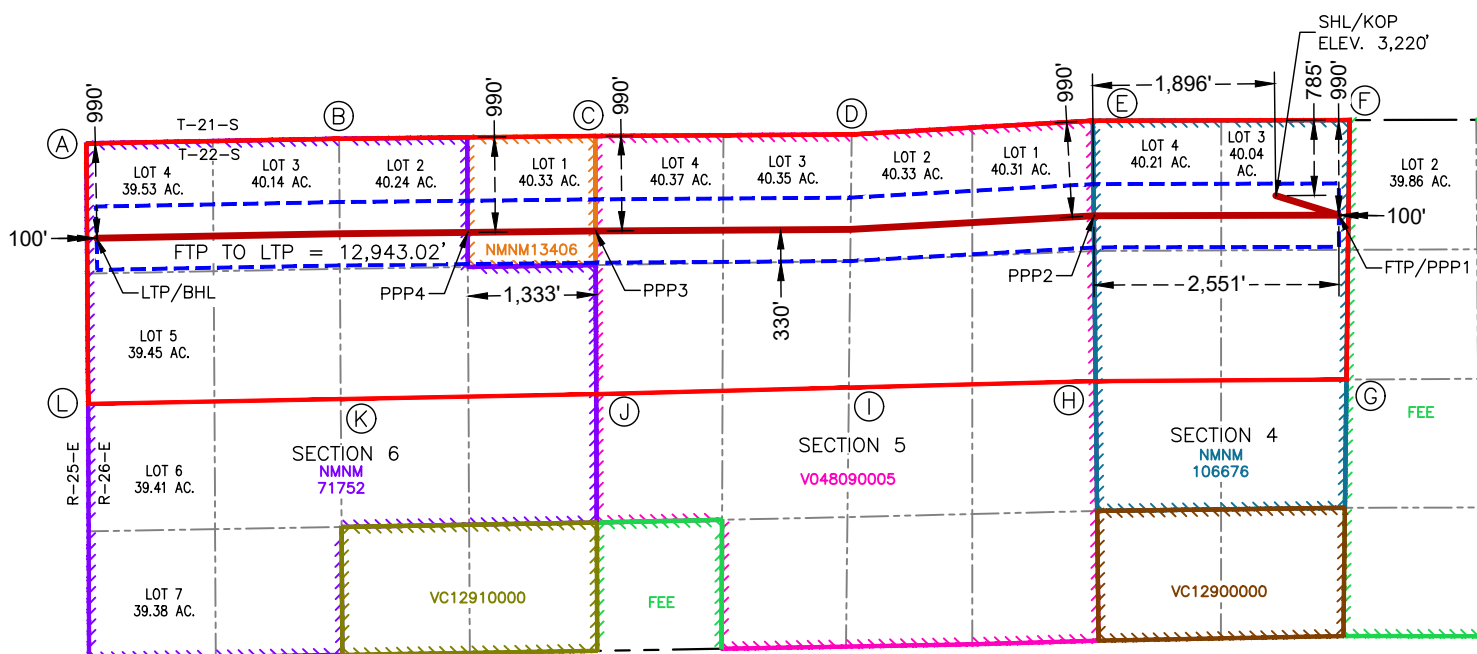 SHL/KOP
ELEV. 3,220'
990'
990'
990'
990'
1,896'
785'
990'
A
B
C
D
E
F
T-21-S
T-22-S
LOT 4
39.53 AC.
LOT 3
40.14 AC.
LOT 2
40.24 AC.
LOT 1
40.33 AC.
LOT 4
40.37 AC.
LOT 3
40.35 AC.
LOT 2
40.33 AC.
LOT 1
40.31 AC.
LOT 4
40.21 AC.
LOT 3
40.04
AC.
LOT 2
39.86 AC.
100'
FTP TO LTP = 12,943.02'
NMNM13406
100'
LTP/BHL
PPP4
1,333'
PPP3
330'
PPP2
2,551'
FTP/PPP1
LOT 5
39.45 AC.
L
K
J
I
H
G
R-25-E
R-26-E
LOT 6
39.41 AC.
SECTION 6
NMNM
71752
SECTION 5
V048090005
SECTION 4
NMNM
106676
FEE
LOT 7
39.38 AC.
VC12910000
FEE
VC12900000